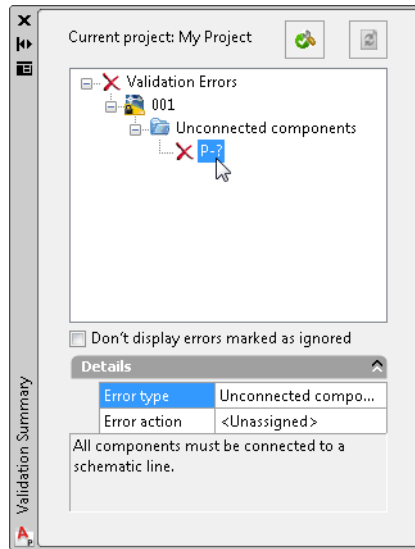 Current project: My Project
Validation Errors
001
Unconnected components
P-?
Don't display errors marked as ignored
Details
Error type Unconnected compo...
Error action <Unassigned>
All components must be connected to a
schematic line.
Validation Summary
A
P